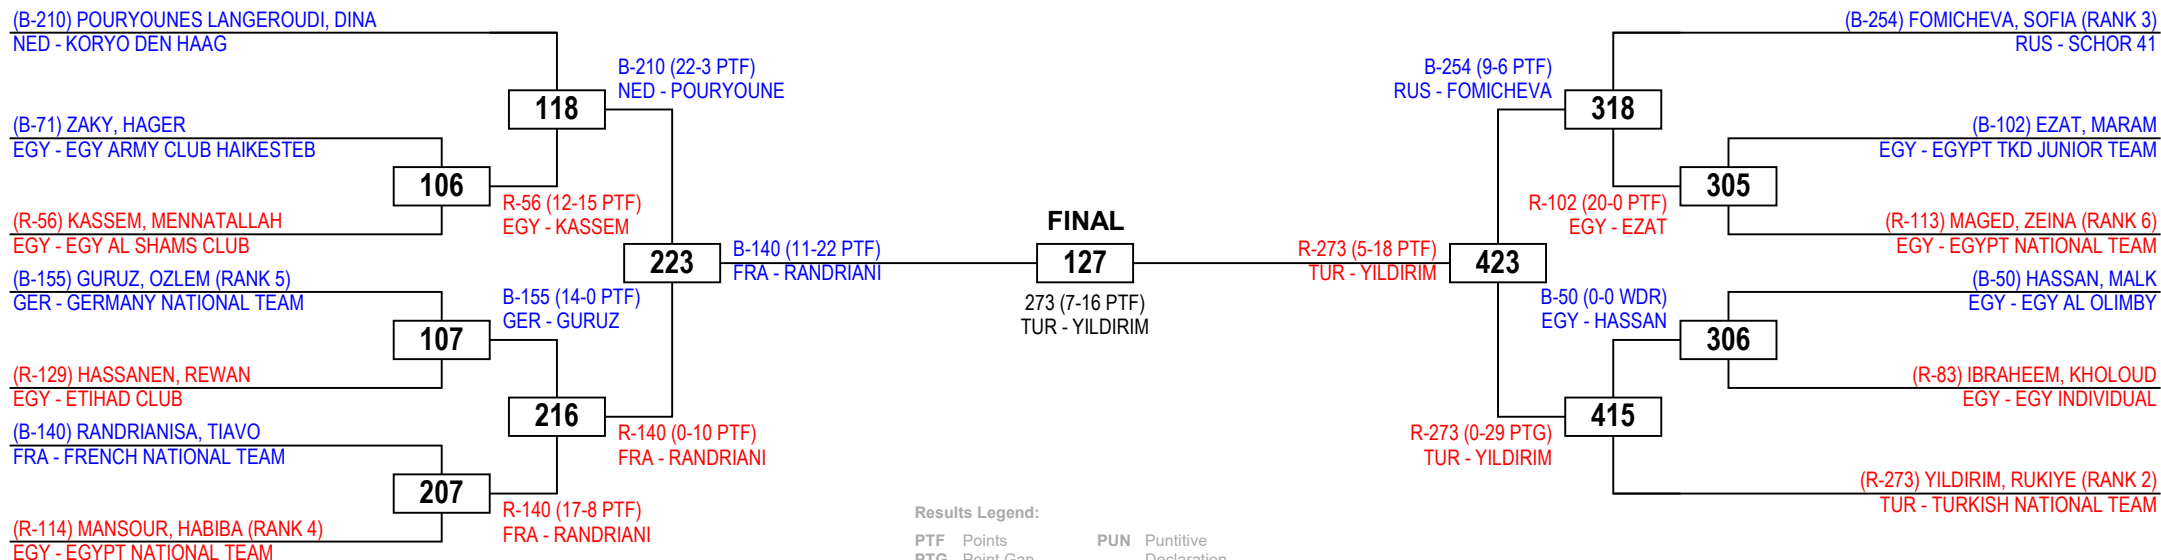 (B-210) POURYOUNES LANGEROUDI, DINA
NED - KORYO DEN HAAG
(B-71) ZAKY, HAGER
EGY - EGY ARMY CLUB HAIKESTEB
(R-56) KASSEM, MENNATALLAH
EGY - EGY AL SHAMS CLUB
(B-155) GURUZ, OZLEM (RANK 5)
GER - GERMANY NATIONAL TEAM
(R-129) HASSANEN, REWAN
EGY - ETIHAD CLUB
(B-140) RANDRIANISA, TIAVO
FRA - FRENCH NATIONAL TEAM
(R-114) MANSOUR, HABIBA (RANK 4)
EGY - EGYPT NATIONAL TEAM
106
107
207
118
R-56 (12-15 PTF)
EGY - KASSEM
B-155 (14-0 PTF)
GER - GURUZ
216
R-140 (17-8 PTF)
FRA - RANDRIANI
B-210 (22-3 PTF)
NED - POURYOUNE
223
R-140 (0-10 PTF)
FRA - RANDRIANI
B-140 (11-22 PTF)
FRA - RANDRIANI
FINAL
127
273 (7-16 PTF)
TUR - YILDIRIM
R-273 (5-18 PTF)
TUR - YILDIRIM
423
B-254 (9-6 PTF)
RUS - FOMICHEVA
R-273 (0-29 PTG)
TUR - YILDIRIM
318
R-102 (20-0 PTF)
EGY - EZAT
B-50 (0-0 WDR)
EGY - HASSAN
415
305
306
(B-254) FOMICHEVA, SOFIA (RANK 3)
RUS - SCHOR 41
(B-102) EZAT, MARAM
EGY - EGYPT TKD JUNIOR TEAM
(R-113) MAGED, ZEINA (RANK 6)
EGY - EGYPT NATIONAL TEAM
(B-50) HASSAN, MALK
EGY - EGY AL OLIMBY
(R-83) IBRAHEEM, KHOLOUD
EGY - EGY INDIVIDUAL
(R-273) YILDIRIM, RUKIYE (RANK 2)
TUR - TURKISH NATIONAL TEAM
Results Legend:
PTF Points PUN Puntitive
PTG Point Gap Declaration